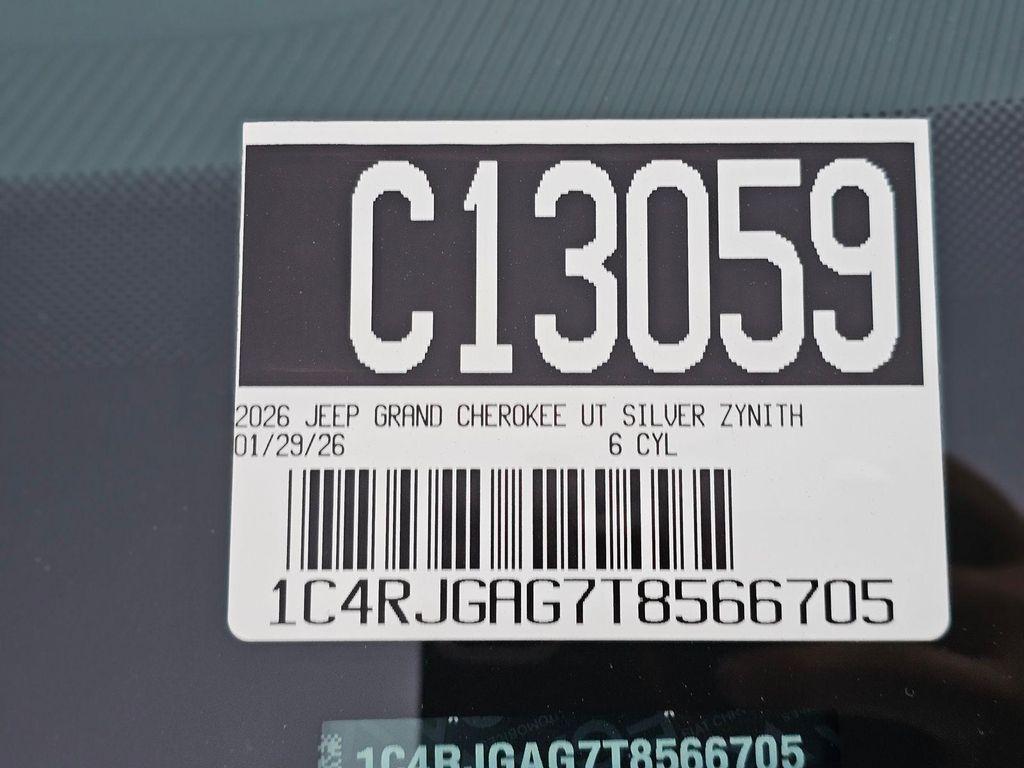 C13059
2026 JEEP GRAND CHEROKEE UT SILVER ZYNITH
01/29/26 6 CYL
1C4RJGAG7T8566705
1C4RJGAG7T8566705